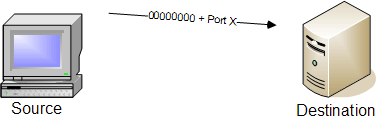 00000000 + Port X
Source
Destination